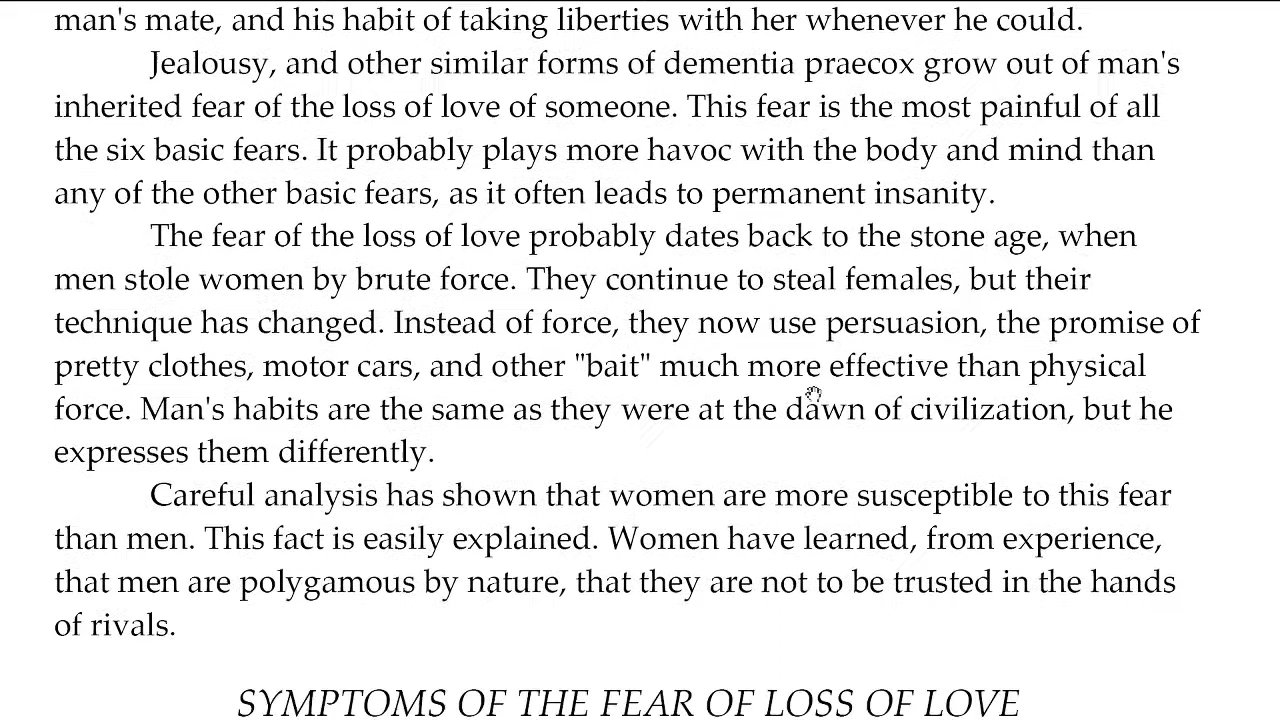 man's mate, and his habit of taking liberties with her whenever he could.
Jealousy, and other similar forms of dementia praecox grow out of man's
inherited fear of the loss of love of someone. This fear is the most painful of all
the six basic fears. It probably plays more havoc with the body and mind than
any of the other basic fears, as it often leads to permanent insanity.
The fear of the loss of love probably dates back to the stone age, when
men stole women by brute force. They continue to steal females, but their
technique has changed. Instead of force, they now use persuasion, the promise of
pretty clothes, motor cars, and other "bait" much more effective than physical
force. Man's habits are the same as they were at the dawn of civilization, but he
expresses them differently.
Careful analysis has shown that women are more susceptible to this fear
than men. This fact is easily explained. Women have learned, from experience,
that men are polygamous by nature, that they are not to be trusted in the hands
of rivals.
SYMPTOMS OF THE FEAR OF LOSS OF LOVE